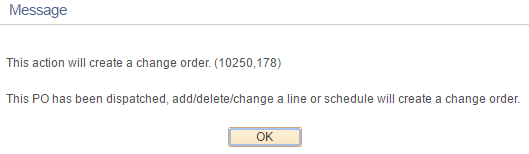 Message
This action will create a change order. (10250,178)
This PO has been dispatched, add/delete/change a line or schedule will create a change order.
OK